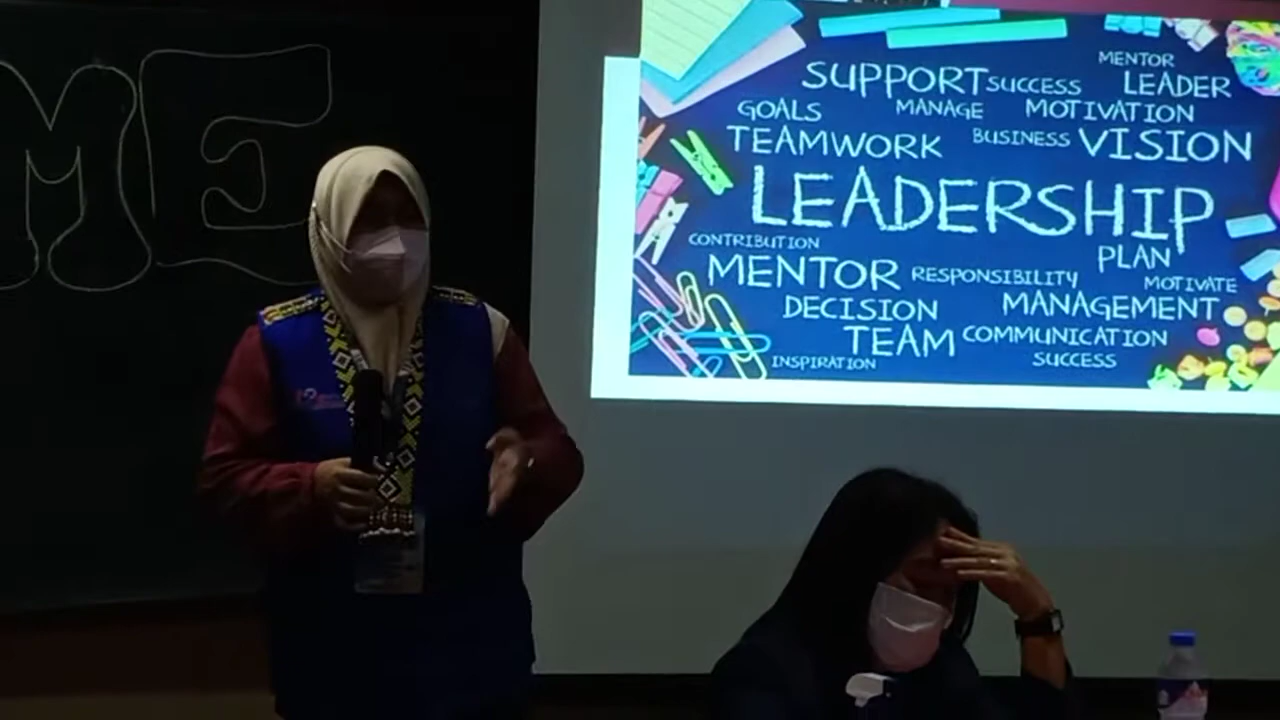 ME
MENTOR
SUPPORT SUCCESS LEADER
GOALS MANAGE MOTIVATION
TEAMWORK BUSINESS VISION
LEADERSHIP
CONTRIBUTION PLAN
MENTOR RESPONSIBILITY MOTIVATE
DECISION MANAGEMENT
TEAM COMMUNICATION
INSPIRATION SUCCESS